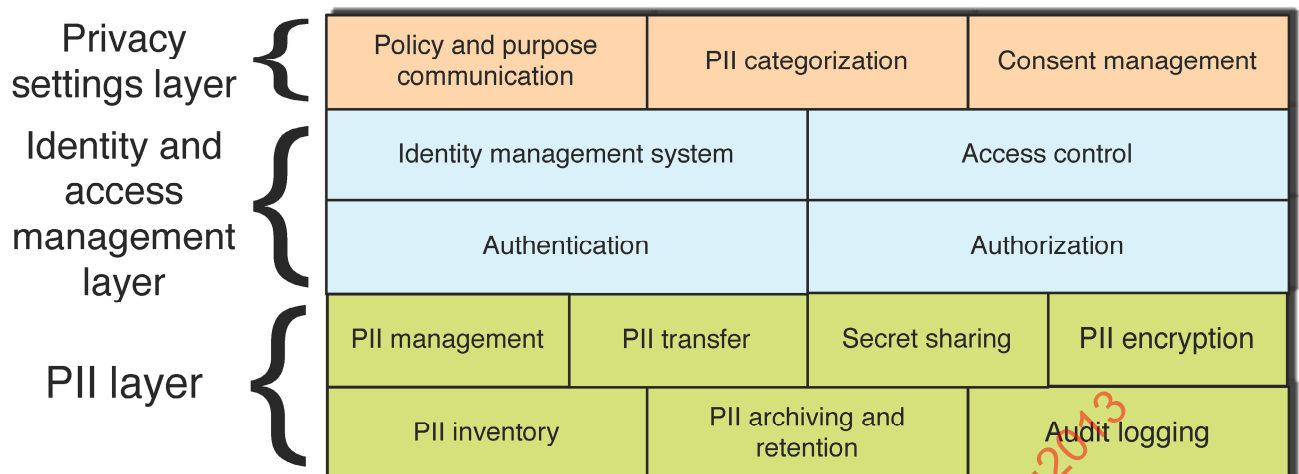 Privacy
settings layer
Policy and purpose
communication
PII categorization
Consent management
Identity and
access
management
layer
Identity management system
Access control
Authentication
Authorization
PII layer
PII management
PII transfer
Secret sharing
PII encryption
PII inventory
PII archiving and
retention
Audit logging
2013